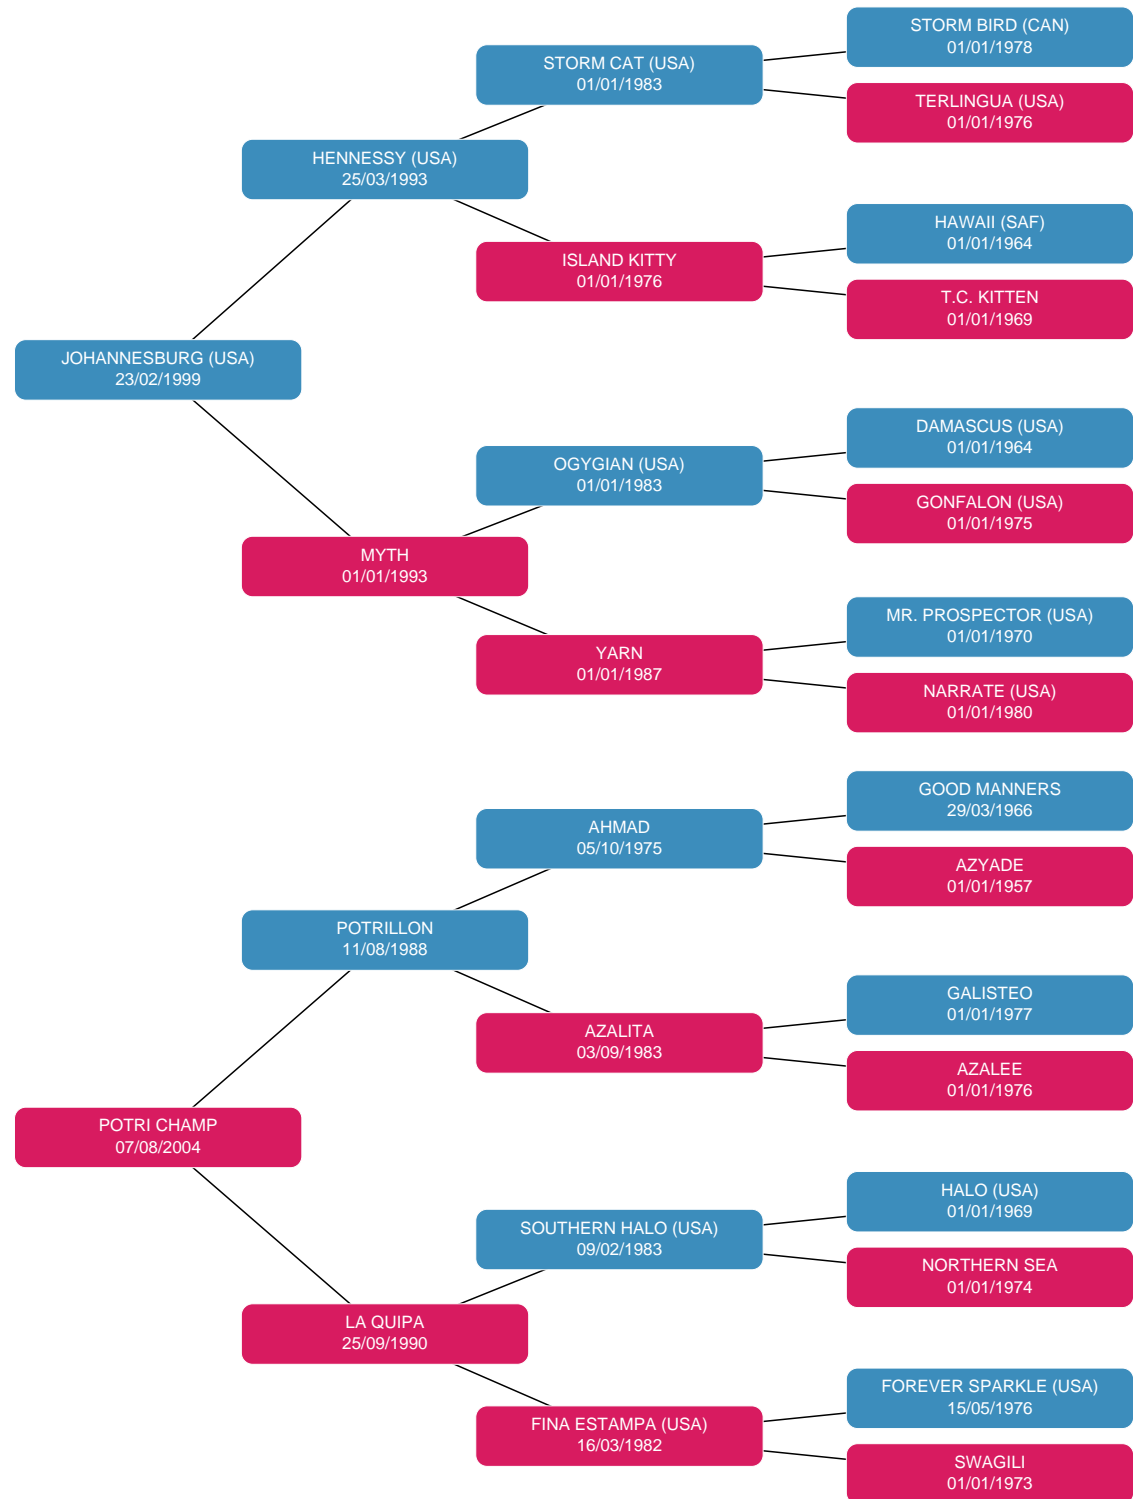 STORM BIRD (CAN)
01/01/1978
STORM CAT (USA)
01/01/1983
TERLINGUA (USA)
01/01/1976
HENNESSY (USA)
25/03/1993
HAWAII (SAF)
01/01/1964
ISLAND KITTY
01/01/1976
T.C. KITTEN
01/01/1969
JOHANNESBURG (USA)
23/02/1999
DAMASCUS (USA)
01/01/1964
OGYGIAN (USA)
01/01/1983
GONFALON (USA)
01/01/1975
MYTH
01/01/1993
MR. PROSPECTOR (USA)
01/01/1970
YARN
01/01/1987
NARRATE (USA)
01/01/1980
GOOD MANNERS
29/03/1966
AHMAD
05/10/1975
AZYADE
01/01/1957
POTRILLON
11/08/1988
GALISTEO
01/01/1977
AZALITA
03/09/1983
AZALEE
01/01/1976
POTRI CHAMP
07/08/2004
HALO (USA)
01/01/1969
SOUTHERN HALO (USA)
09/02/1983
NORTHERN SEA
01/01/1974
LA QUIPA
25/09/1990
FOREVER SPARKLE (USA)
15/05/1976
FINA ESTAMPA (USA)
16/03/1982
SWAGILI
01/01/1973